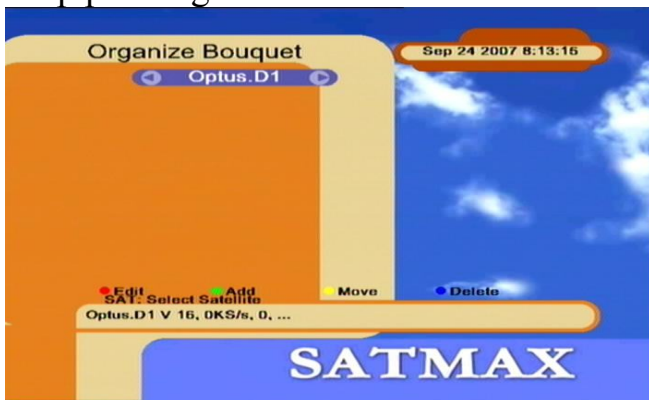 Organize Bouquet
Sep 24 2007 8:13:15
Optus.D1
Edit Add Move Delete
SAT: Select Satellite
Optus.D1 V 16, 0KS/s, 0, ...
SATMAX